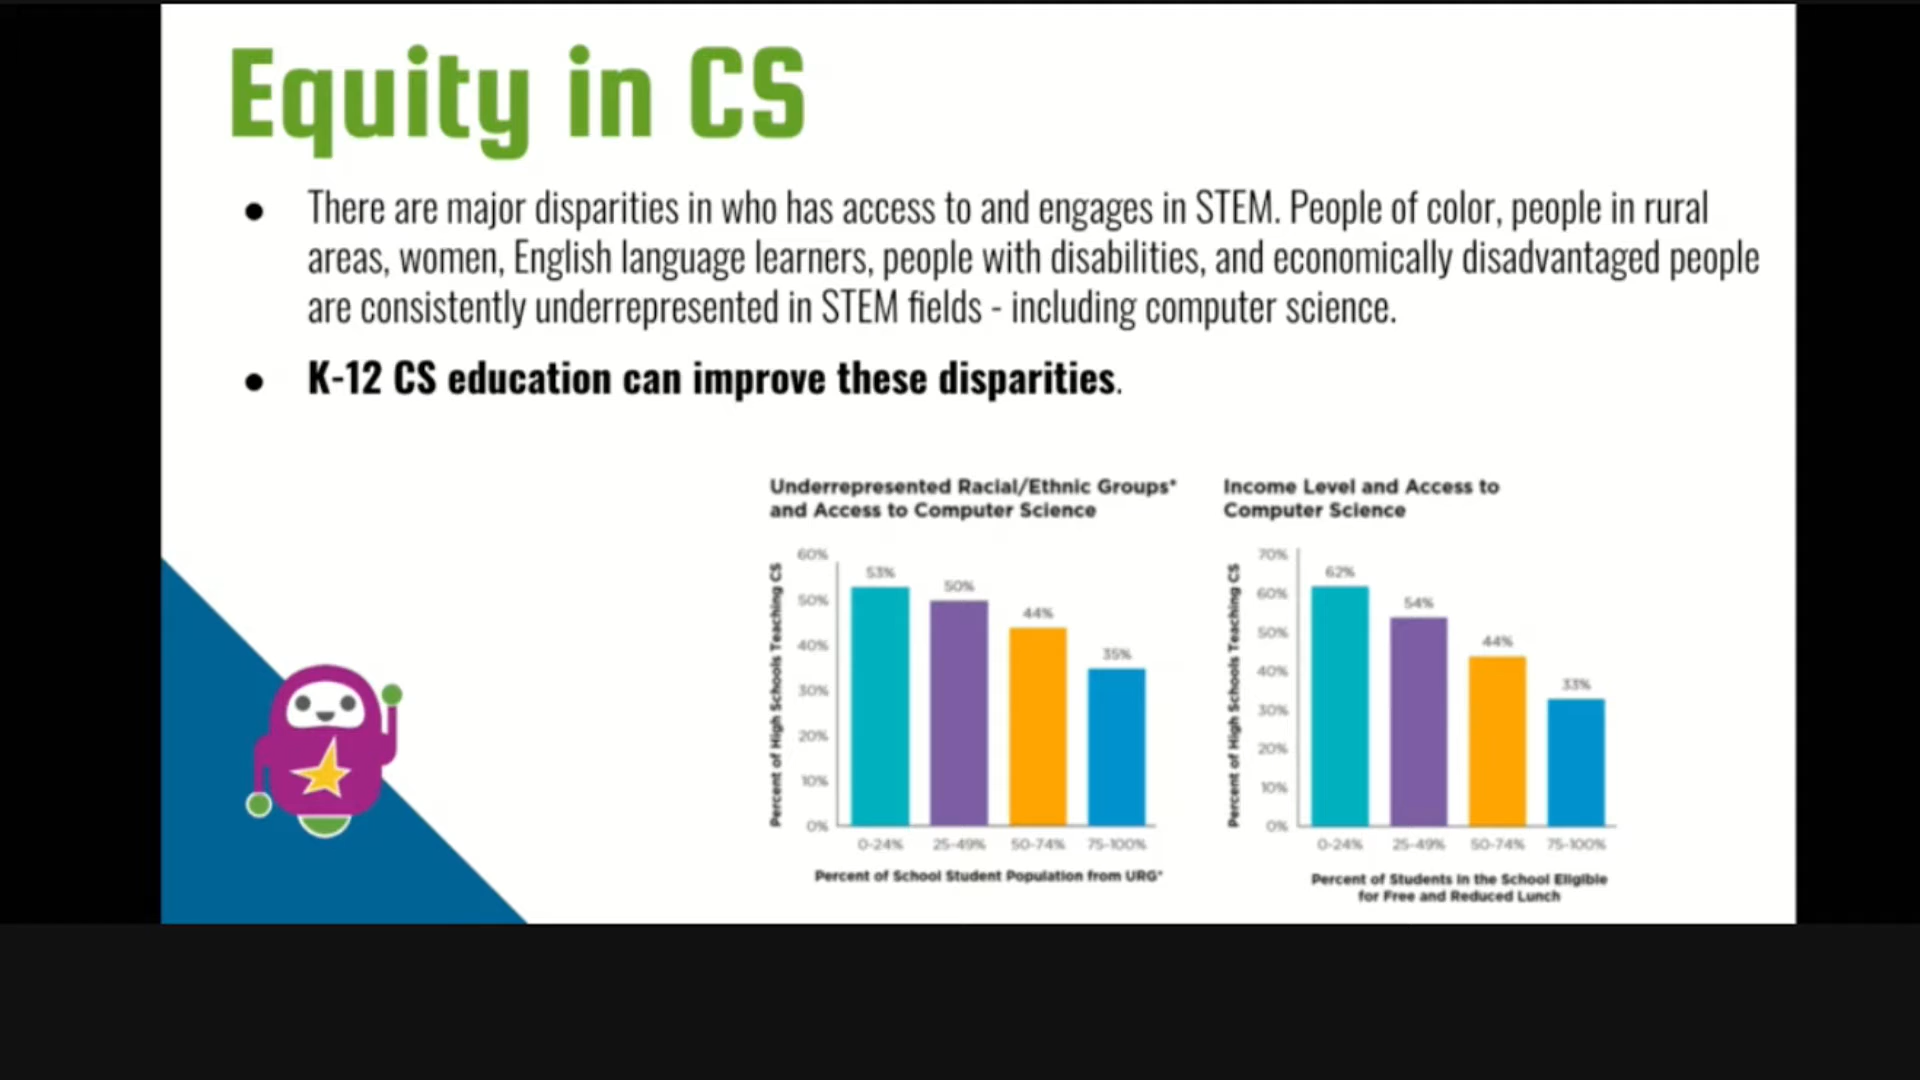 Equity in CS
● There are major disparities in who has access to and engages in STEM. People of color, people in rural
areas, women, English language learners, people with disabilities, and economically disadvantaged people
are consistently underrepresented in STEM fields - including computer science.
● K-12 CS education can improve these disparities.
Underrepresented Racial/Ethnic Groups*
and Access to Computer Science
Percent of High Schools Teaching CS
60%
50%
40%
30%
20%
10%
0%
53%
50%
44%
35%
0-24% 25-49% 50-74% 75-100%
Percent of School Student Population from URG*
Income Level and Access to
Computer Science
Percent of High Schools Teaching CS
70%
60%
50%
40%
30%
20%
10%
0%
62%
54%
44%
33%
0-24% 25-49% 50-74% 75-100%
Percent of Students in the School Eligible
for Free and Reduced Lunch